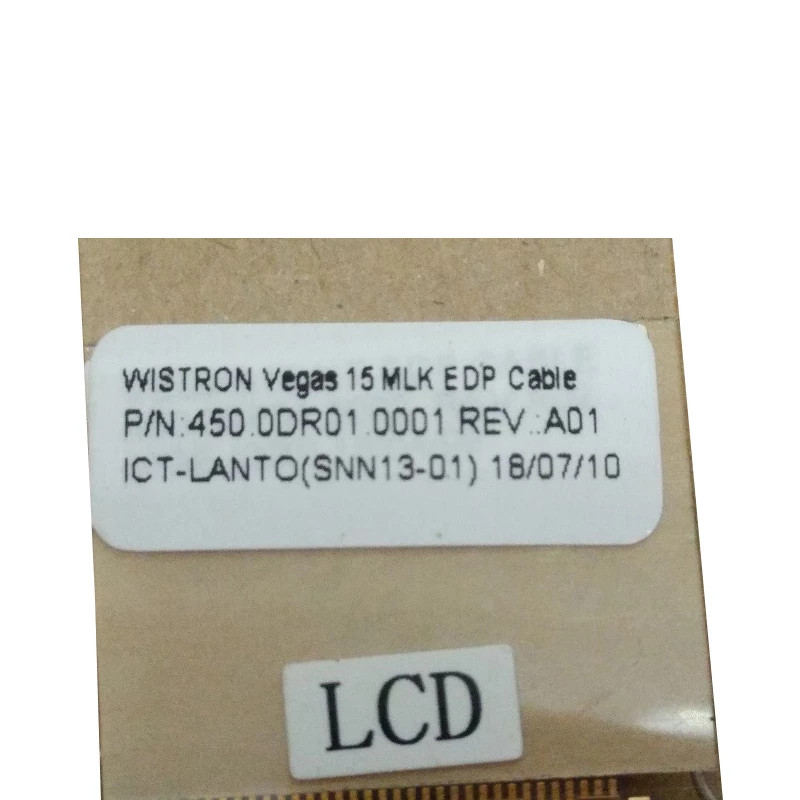 WISTRON Vegas 15 MLK EDP Cable
P/N:450.0DR01.0001 REV.:A01
ICT-LANTO(SNN13-01) 18/07/10
LCD